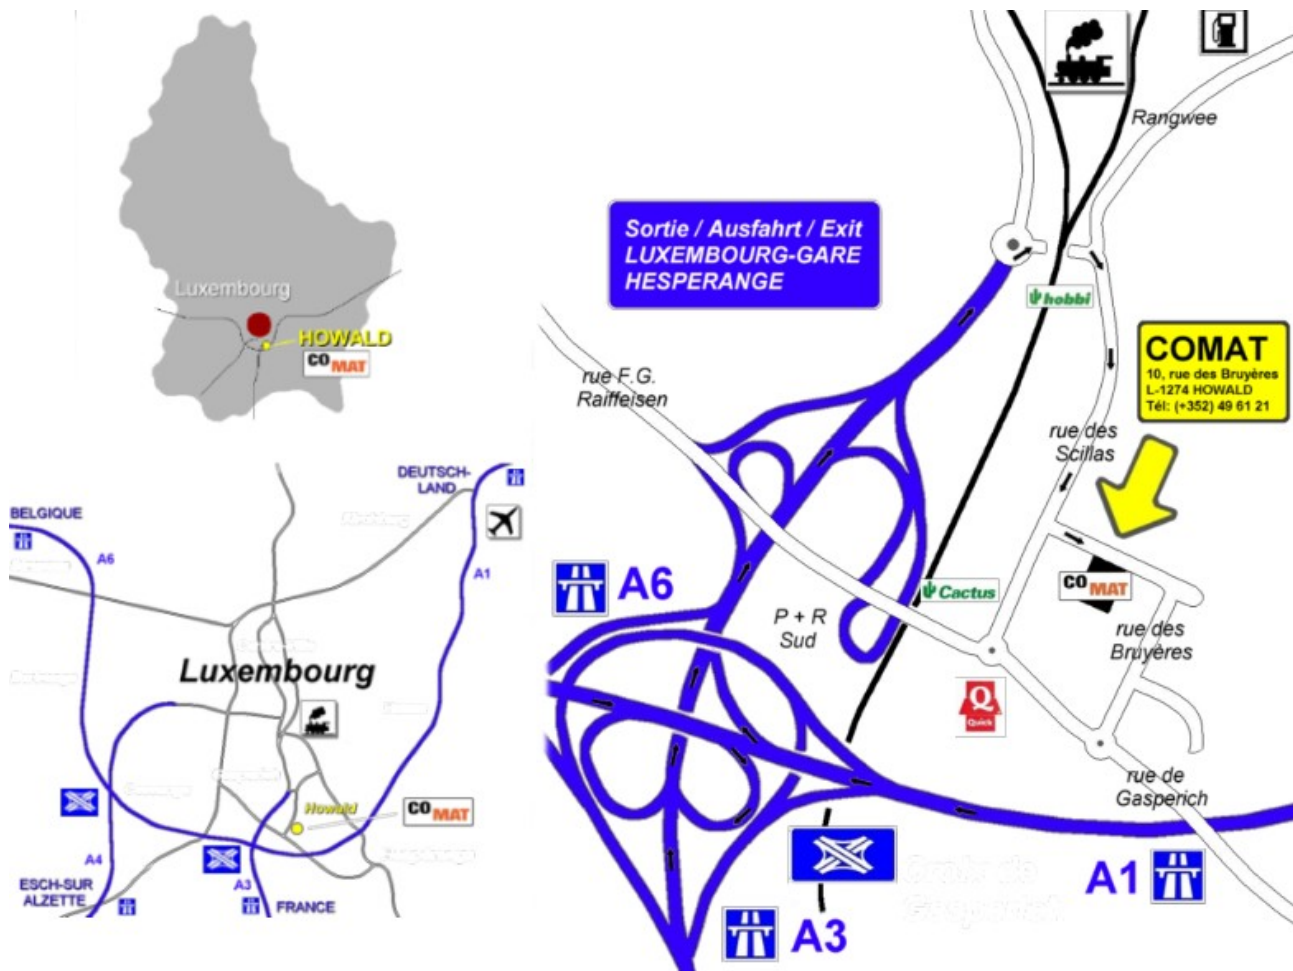 Luxembourg
HOWALD
CO
MAT
DEUTSCH-
LAND
BELGIQUE
A6
A1
Luxembourg
Howald
CO
MAT
A4
A3
ESCH-SUR
ALZETTE
FRANCE
Rangwee
Sortie / Ausfahrt / Exit
LUXEMBOURG-GARE
HESPERANGE
hobbi
COMAT
10, rue des Bruyères
L-1274 HOWALD
Tél: (+352) 49 61 21
rue F.G.
Raiffeisen
rue des
Scillas
A6
Cactus
CO
MAT
P + R
Sud
rue des
Bruyères
Q
Quick
rue de
Gasperich
A1
A3